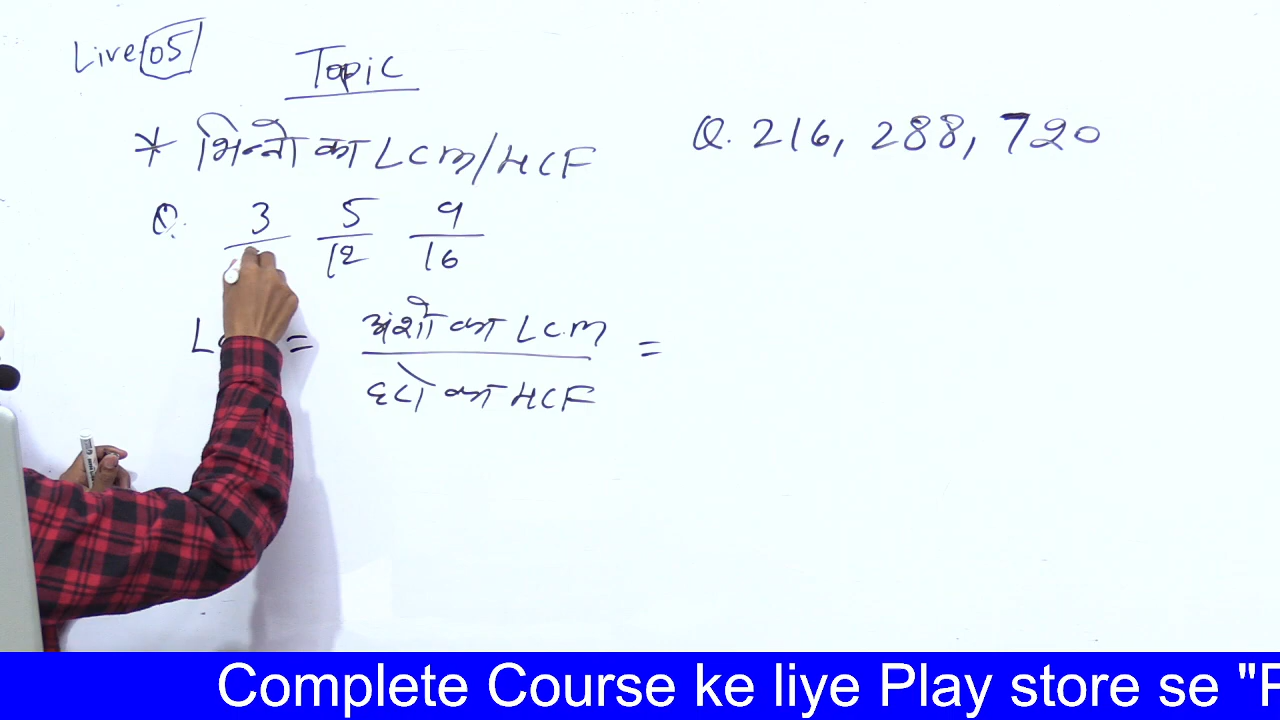 Live 05
Topic
* भिन्नो का LCM/HCF
Q. 3 5 9
12 16
L = अंशो का LCM =
हरो का HCF
Q. 216, 288, 720
Complete Course ke liye Play store se "